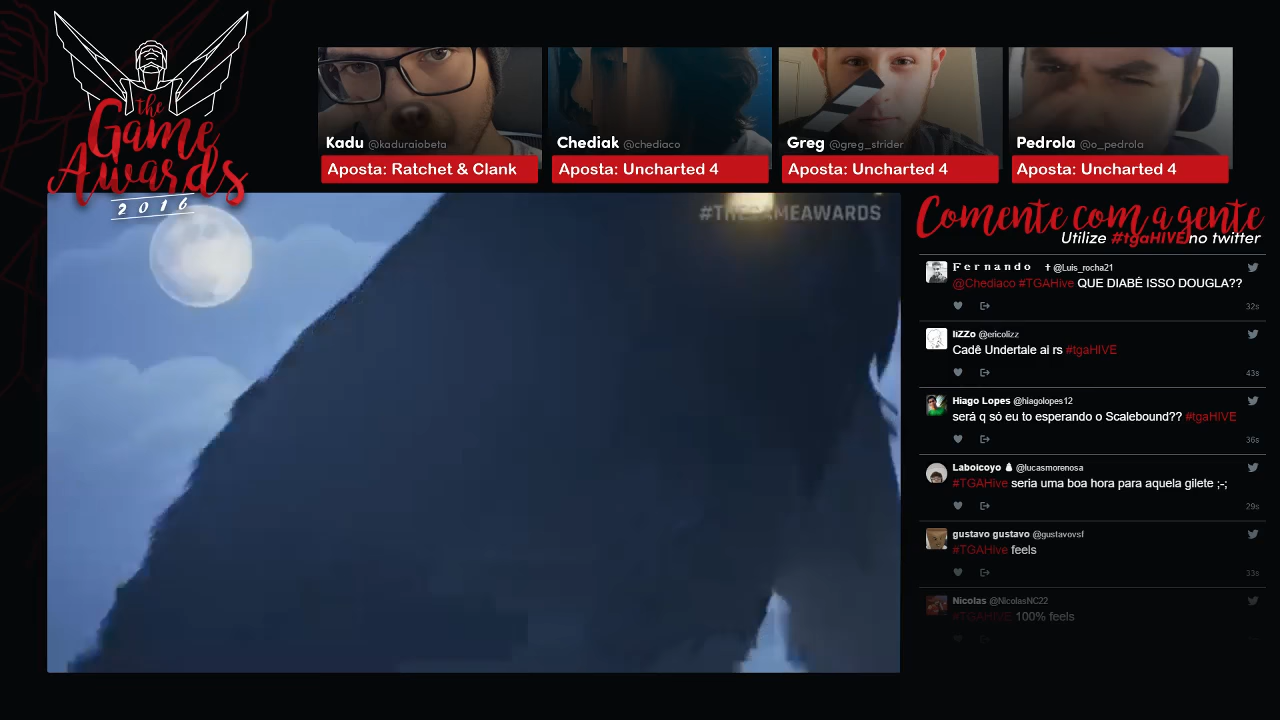 the
Game
Awards
2016
Kadu @kaduraiobeta
Aposta: Ratchet & Clank
Chediak @chediaco
Aposta: Uncharted 4
Greg @greg_strider
Aposta: Uncharted 4
Pedrola @o_pedrola
Aposta: Uncharted 4
#THEGAMEAWARDS
Comente com a gente
Utilize #tgaHIVE no twitter
Fernando ✝ @Luis_rocha21
@Chediaco #TGAHive QUE DIABÉ ISSO DOUGLA??
32s
liZZo @ericolizz
Cadê Undertale ai rs #tgaHIVE
43s
Hiago Lopes @hiagolopes12
será q só eu to esperando o Scalebound?? #tgaHIVE
36s
Laboicoyo @lucasmorenosa
#TGAHive seria uma boa hora para aquela gilete ;-;
29s
gustavo gustavo @gustavovsf
#TGAHive feels
33s
Nicolas @NicolasNC22
#TGAHIVE 100% feels